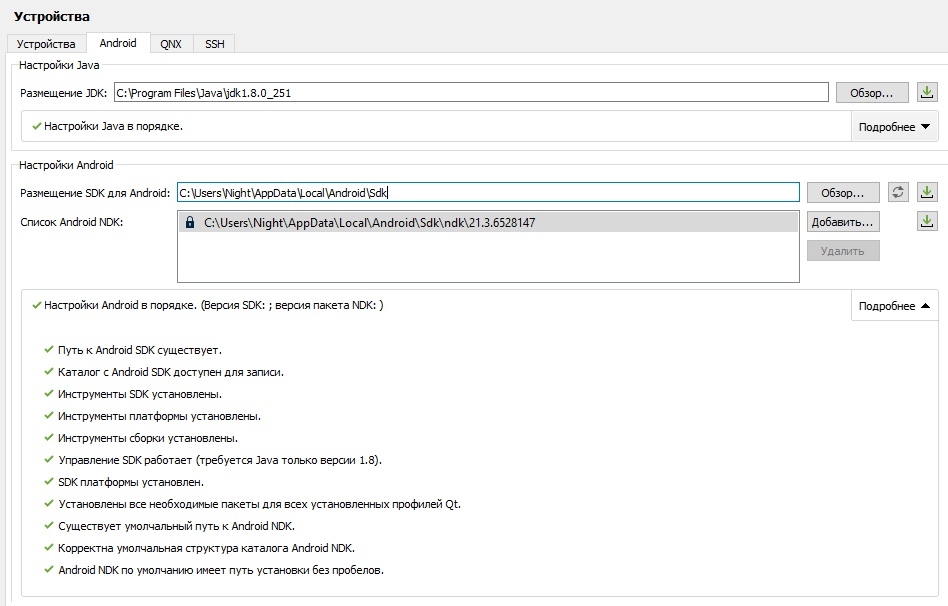 Устройства
Устройства Android QNX SSH
Настройки Java
Размещение JDK: C:\Program Files\Java\jdk1.8.0_251 Обзор...
Настройки Java в порядке. Подробнее
Настройки Android
Размещение SDK для Android: C:\Users\Night\AppData\Local\Android\Sdk Обзор...
Список Android NDK: C:\Users\Night\AppData\Local\Android\Sdk\ndk\21.3.6528147 Добавить...
Удалить
Настройки Android в порядке. (Версия SDK: ; версия пакета NDK: ) Подробнее
Путь к Android SDK существует.
Каталог с Android SDK доступен для записи.
Инструменты SDK установлены.
Инструменты платформы установлены.
Инструменты сборки установлены.
Управление SDK работает (требуется Java только версии 1.8).
SDK платформы установлен.
Установлены все необходимые пакеты для всех установленных профилей Qt.
Существует умолчальный путь к Android NDK.
Корректна умолчальная структура каталога Android NDK.
Android NDK по умолчанию имеет путь установки без пробелов.